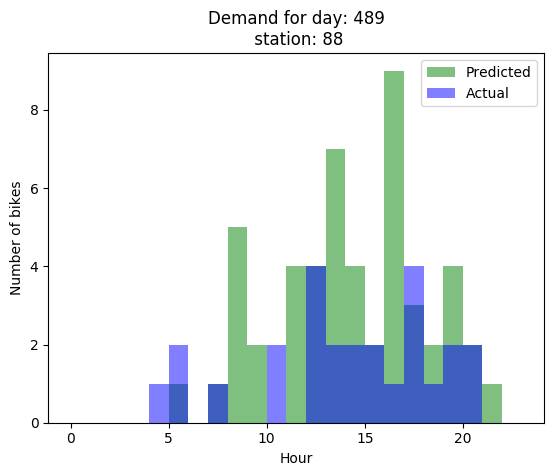 Demand for day: 489
station: 88
Predicted
Actual
Number of bikes
8
6
4
2
0
0 5 10 15 20
Hour